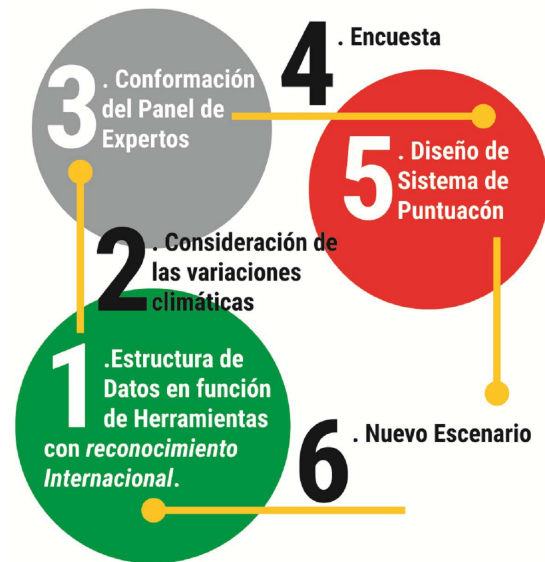 1
.Estructura de
Datos en función
de Herramientas
con reconocimiento
Internacional.
2
. Consideración de
las variaciones
climáticas
3
. Conformación
del Panel de
Expertos
4
. Encuesta
5
. Diseño de
Sistema de
Puntuacón
6
. Nuevo Escenario